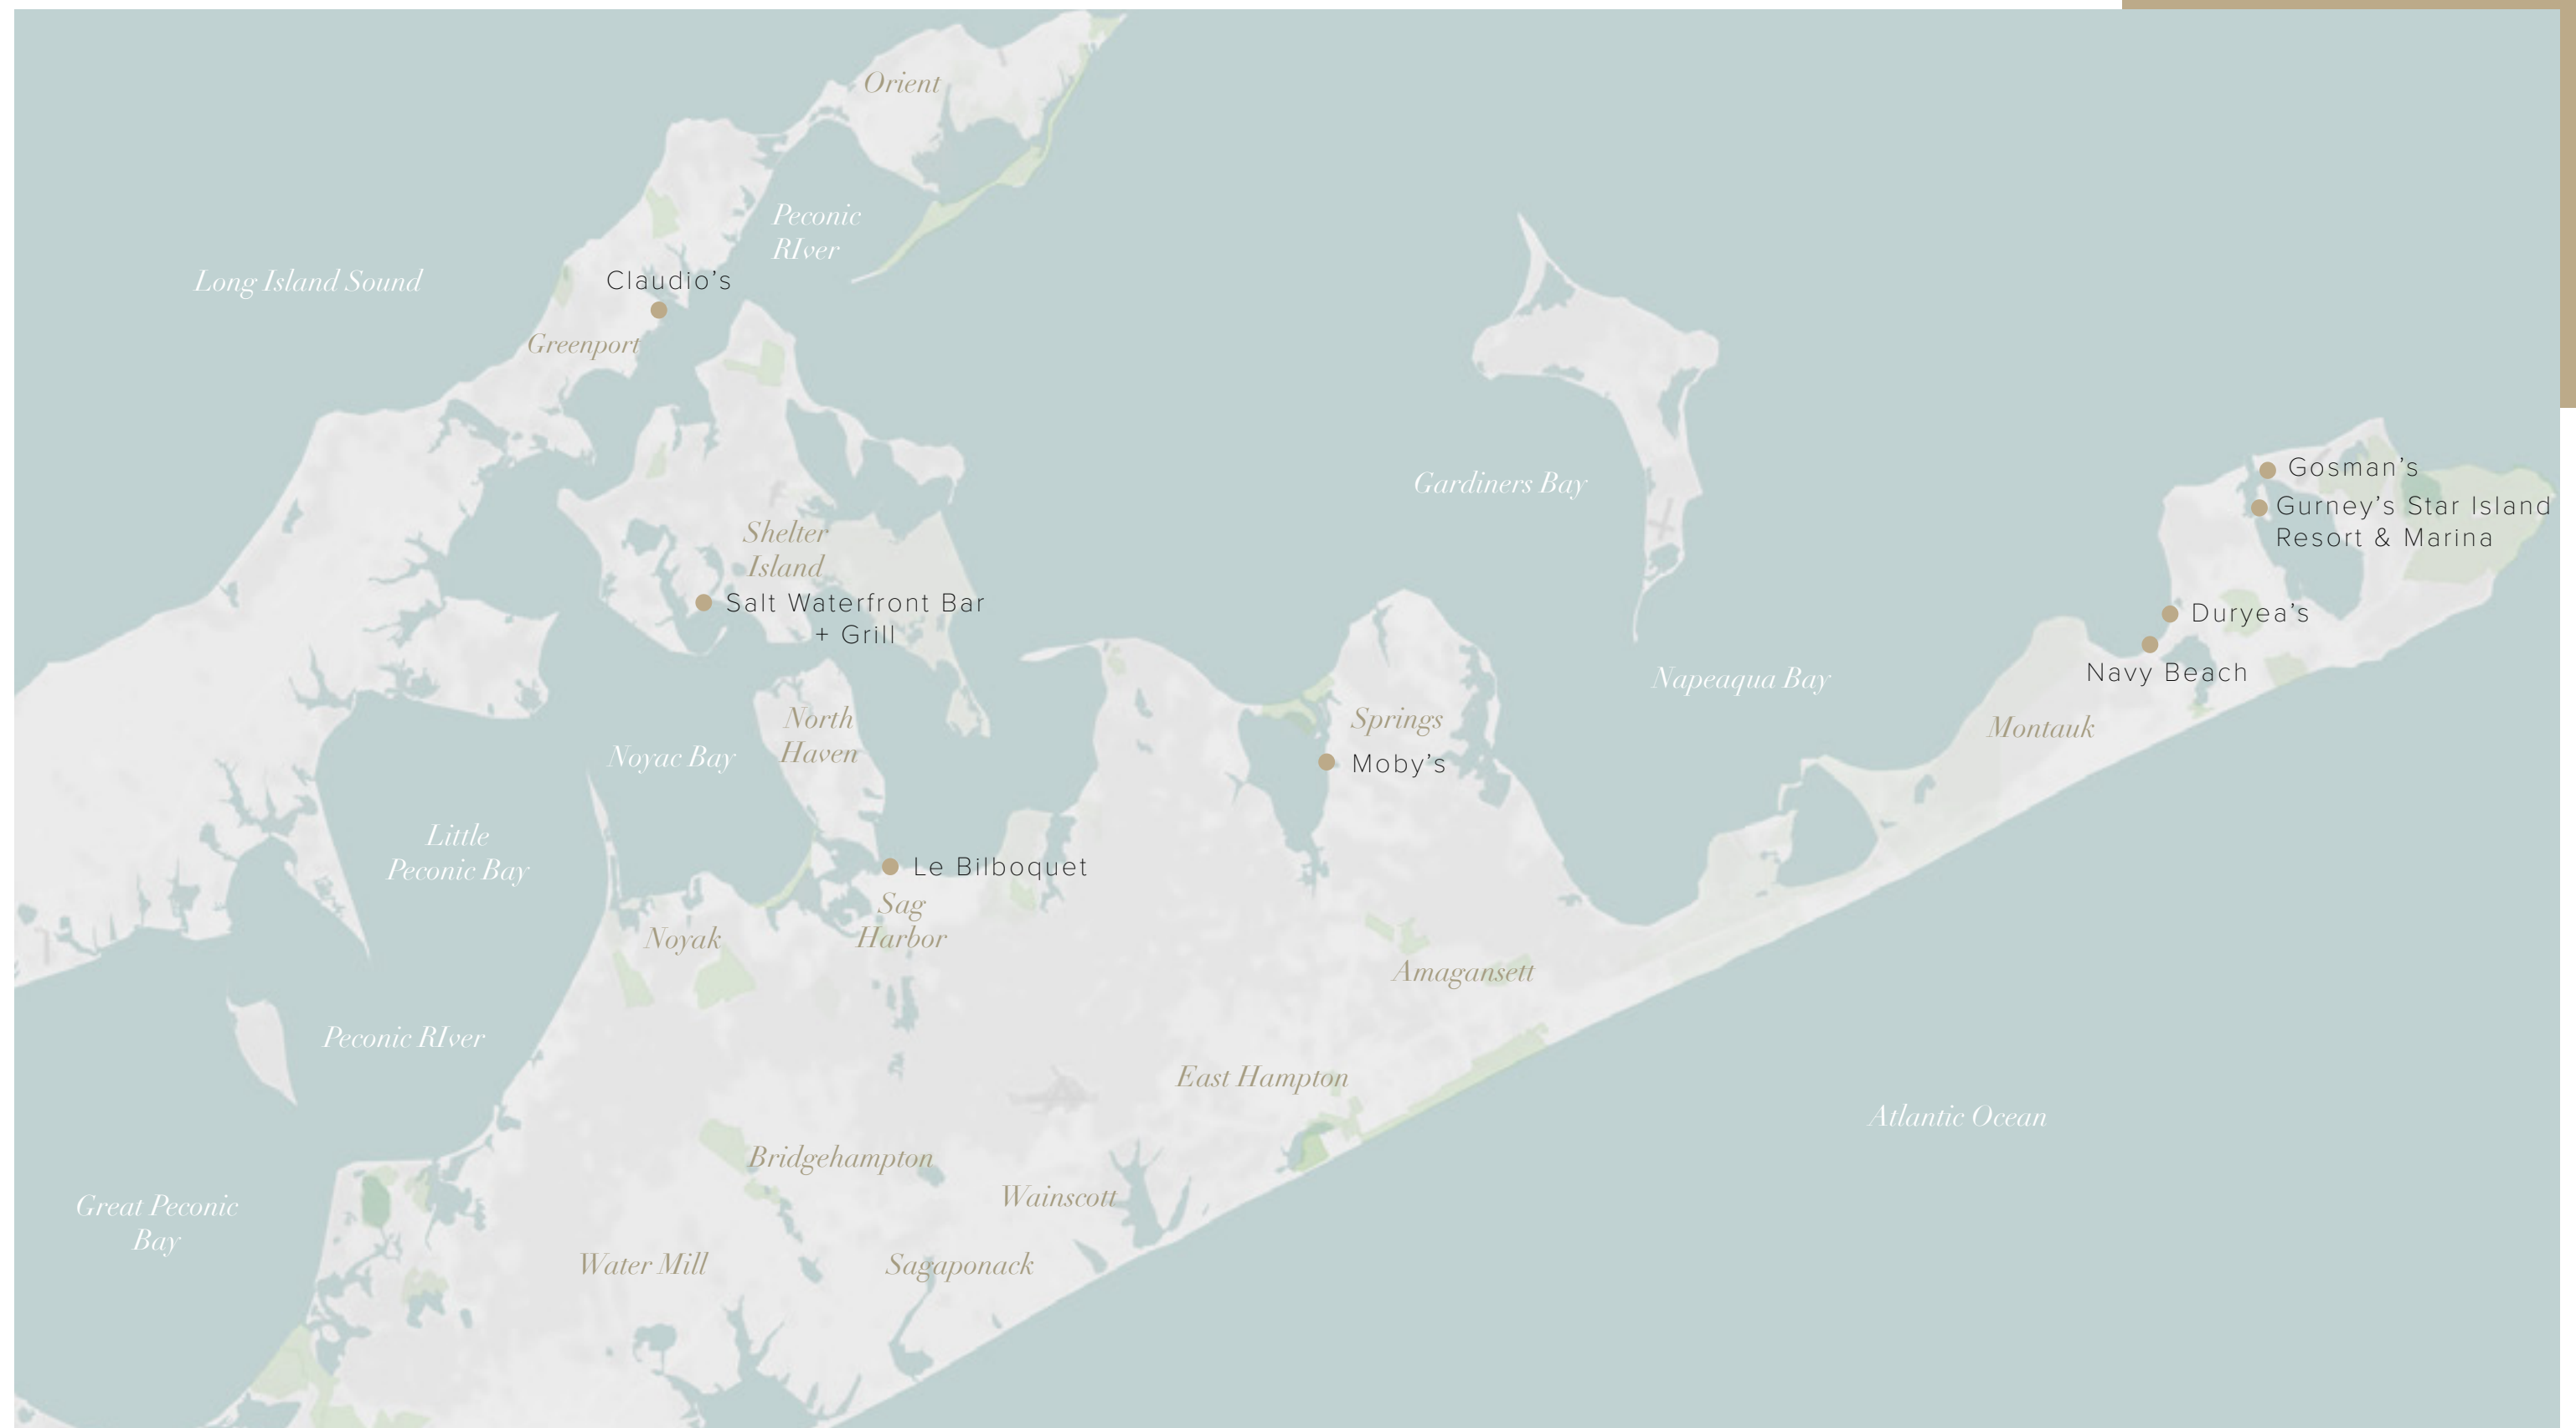 Orient
Peconic
RIver
Long Island Sound
Claudio's
Greenport
Gardiners Bay
Gosman's
Gurney's Star Island
Resort & Marina
Shelter
Island
Salt Waterfront Bar
+ Grill
Duryea's
Navy Beach
Napeaqua Bay
North
Haven
Springs
Montauk
Noyac Bay
Moby's
Little
Peconic Bay
Le Bilboquet
Sag
Harbor
Noyak
Amagansett
Peconic RIver
East Hampton
Atlantic Ocean
Bridgehampton
Wainscott
Great Peconic
Bay
Water Mill
Sagaponack